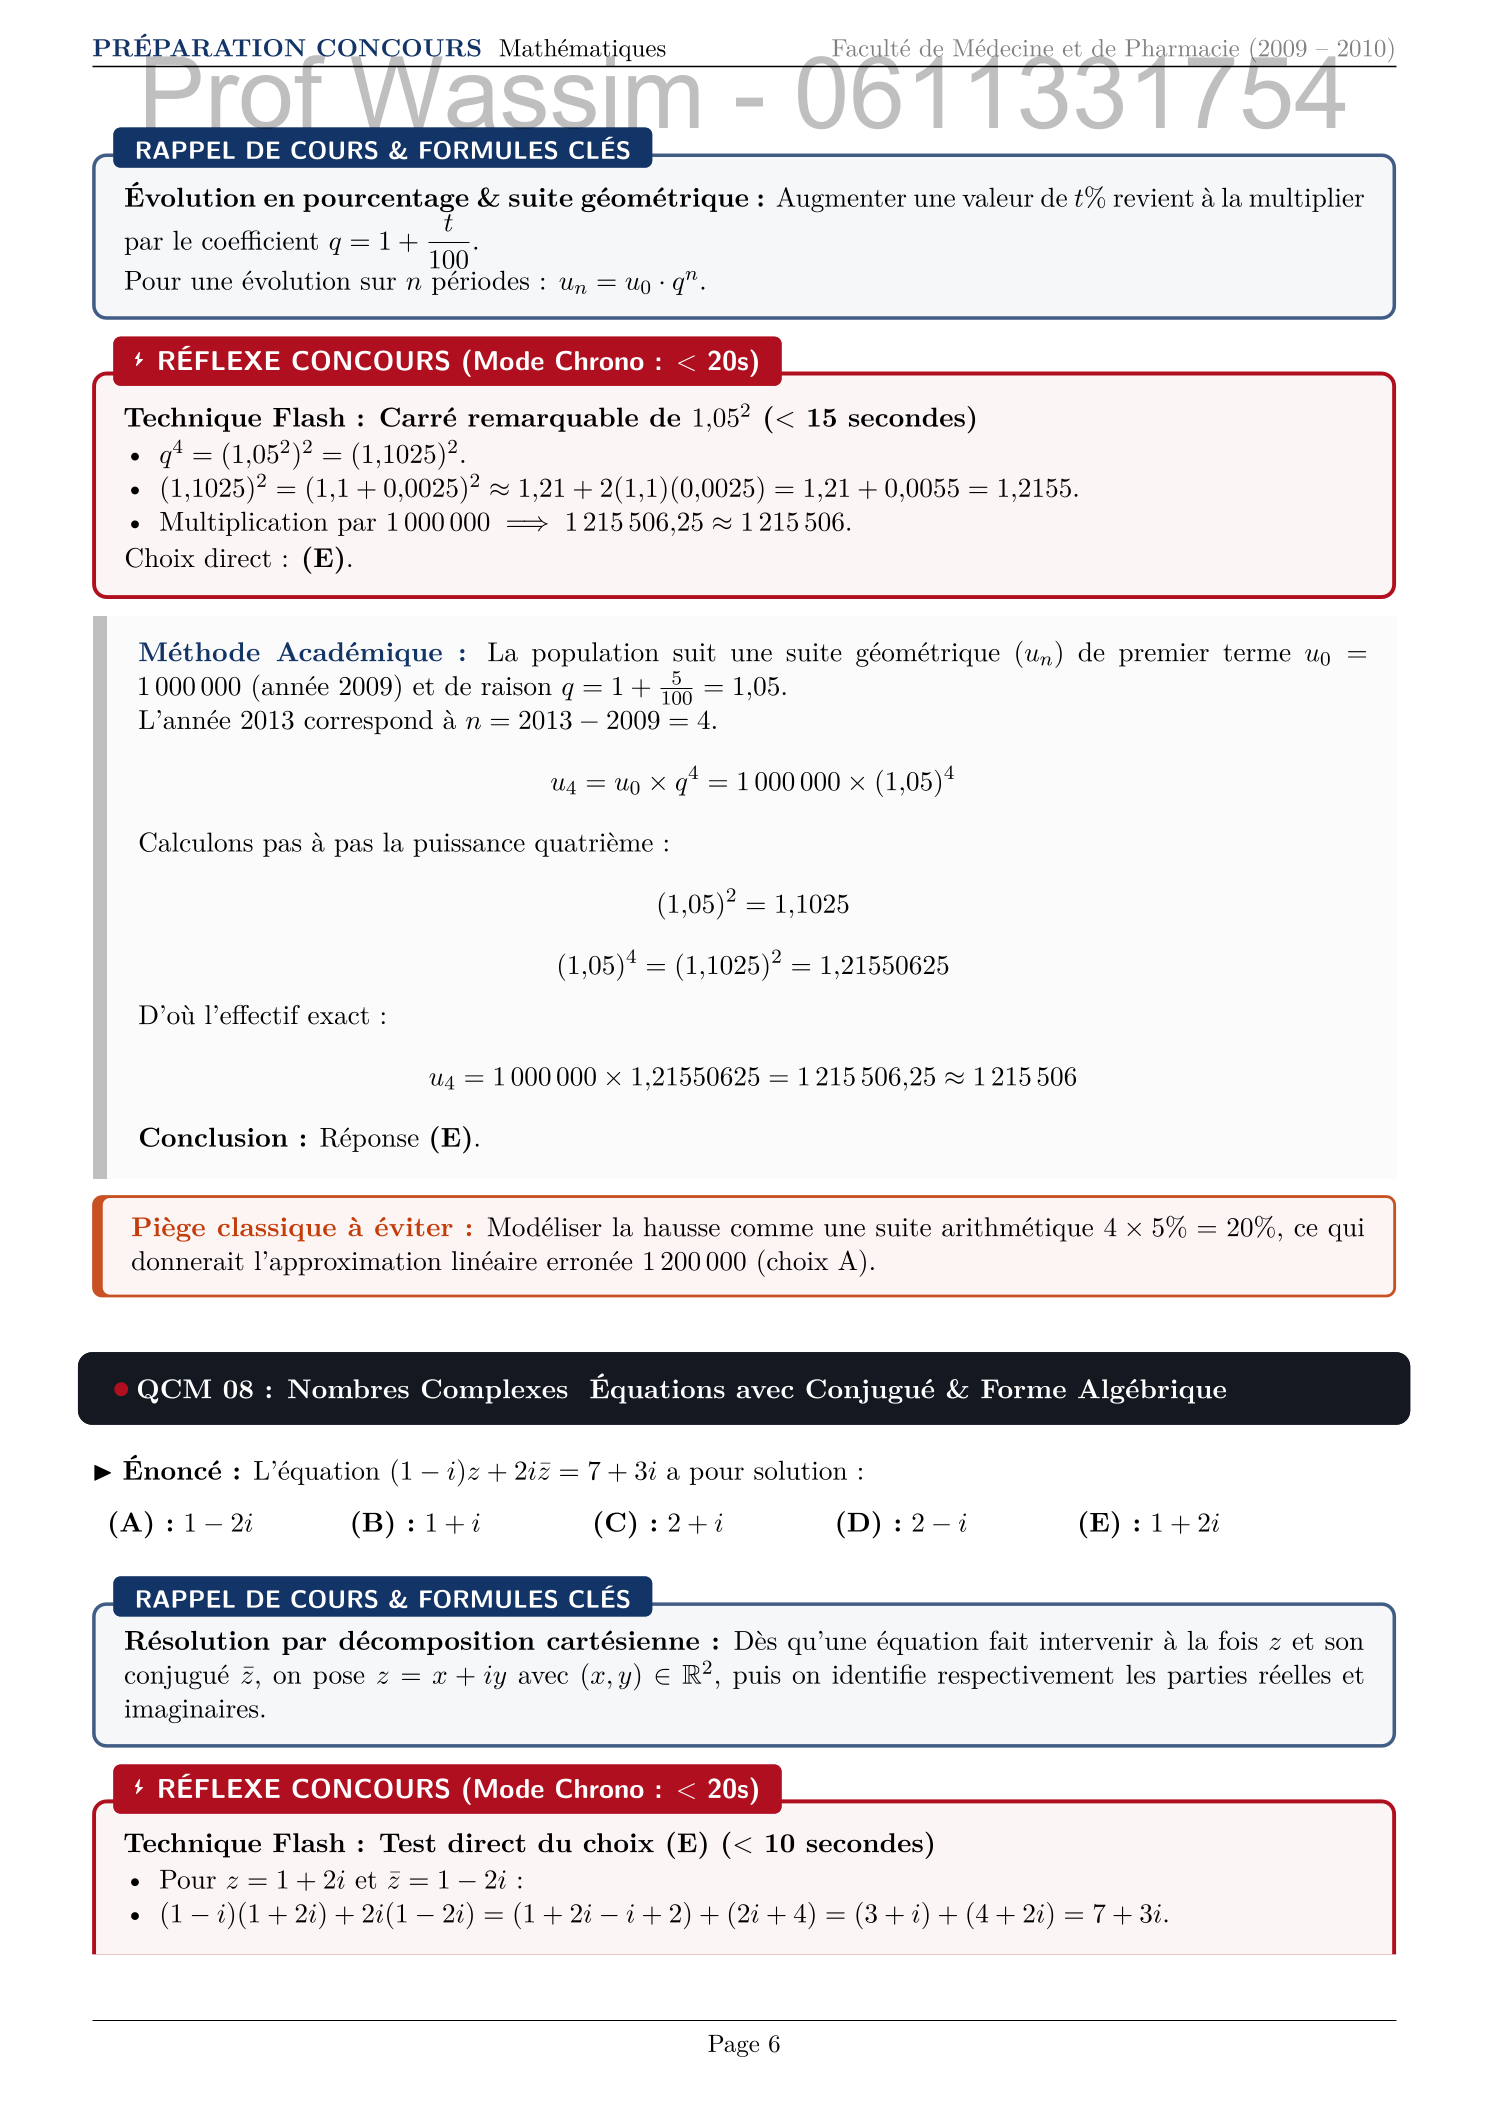 PRÉPARATION CONCOURS Mathématiques Faculté de Médecine et de Pharmacie (2009 – 2010)
Prof Wassim - 0611331754
RAPPEL DE COURS & FORMULES CLÉS
Évolution en pourcentage & suite géométrique : Augmenter une valeur de t% revient à la multiplier
par le coefficient q = 1 + t/100.
Pour une évolution sur n périodes : uₙ = u₀ · qⁿ.
RÉFLEXE CONCOURS (Mode Chrono : < 20s)
Technique Flash : Carré remarquable de 1,05² (< 15 secondes)
• q⁴ = (1,05²)² = (1,1025)².
• (1,1025)² = (1,1 + 0,0025)² ≈ 1,21 + 2(1,1)(0,0025) = 1,21 + 0,0055 = 1,2155.
• Multiplication par 1 000 000 ⟹ 1 215 506,25 ≈ 1 215 506.
Choix direct : (E).
Méthode Académique : La population suit une suite géométrique (uₙ) de premier terme u₀ =
1 000 000 (année 2009) et de raison q = 1 + 5/100 = 1,05.
L'année 2013 correspond à n = 2013 − 2009 = 4.
u₄ = u₀ × q⁴ = 1 000 000 × (1,05)⁴
Calculons pas à pas la puissance quatrième :
(1,05)² = 1,1025
(1,05)⁴ = (1,1025)² = 1,21550625
D'où l'effectif exact :
u₄ = 1 000 000 × 1,21550625 = 1 215 506,25 ≈ 1 215 506
Conclusion : Réponse (E).
Piège classique à éviter : Modéliser la hausse comme une suite arithmétique 4 × 5% = 20%, ce qui
donnerait l'approximation linéaire erronée 1 200 000 (choix A).
● QCM 08 : Nombres Complexes Équations avec Conjugué & Forme Algébrique
▶ Énoncé : L'équation (1 − i)z + 2iz̄ = 7 + 3i a pour solution :
(A) : 1 − 2i (B) : 1 + i (C) : 2 + i (D) : 2 − i (E) : 1 + 2i
RAPPEL DE COURS & FORMULES CLÉS
Résolution par décomposition cartésienne : Dès qu'une équation fait intervenir à la fois z et son
conjugué z̄, on pose z = x + iy avec (x, y) ∈ ℝ², puis on identifie respectivement les parties réelles et
imaginaires.
RÉFLEXE CONCOURS (Mode Chrono : < 20s)
Technique Flash : Test direct du choix (E) (< 10 secondes)
• Pour z = 1 + 2i et z̄ = 1 − 2i :
• (1 − i)(1 + 2i) + 2i(1 − 2i) = (1 + 2i − i + 2) + (2i + 4) = (3 + i) + (4 + 2i) = 7 + 3i.
Page 6